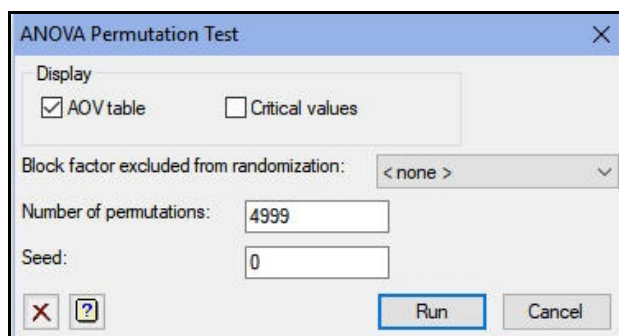 ANOVA Permutation Test
Display
AOV table Critical values
Block factor excluded from randomization: < none >
Number of permutations: 4999
Seed: 0
? Run Cancel